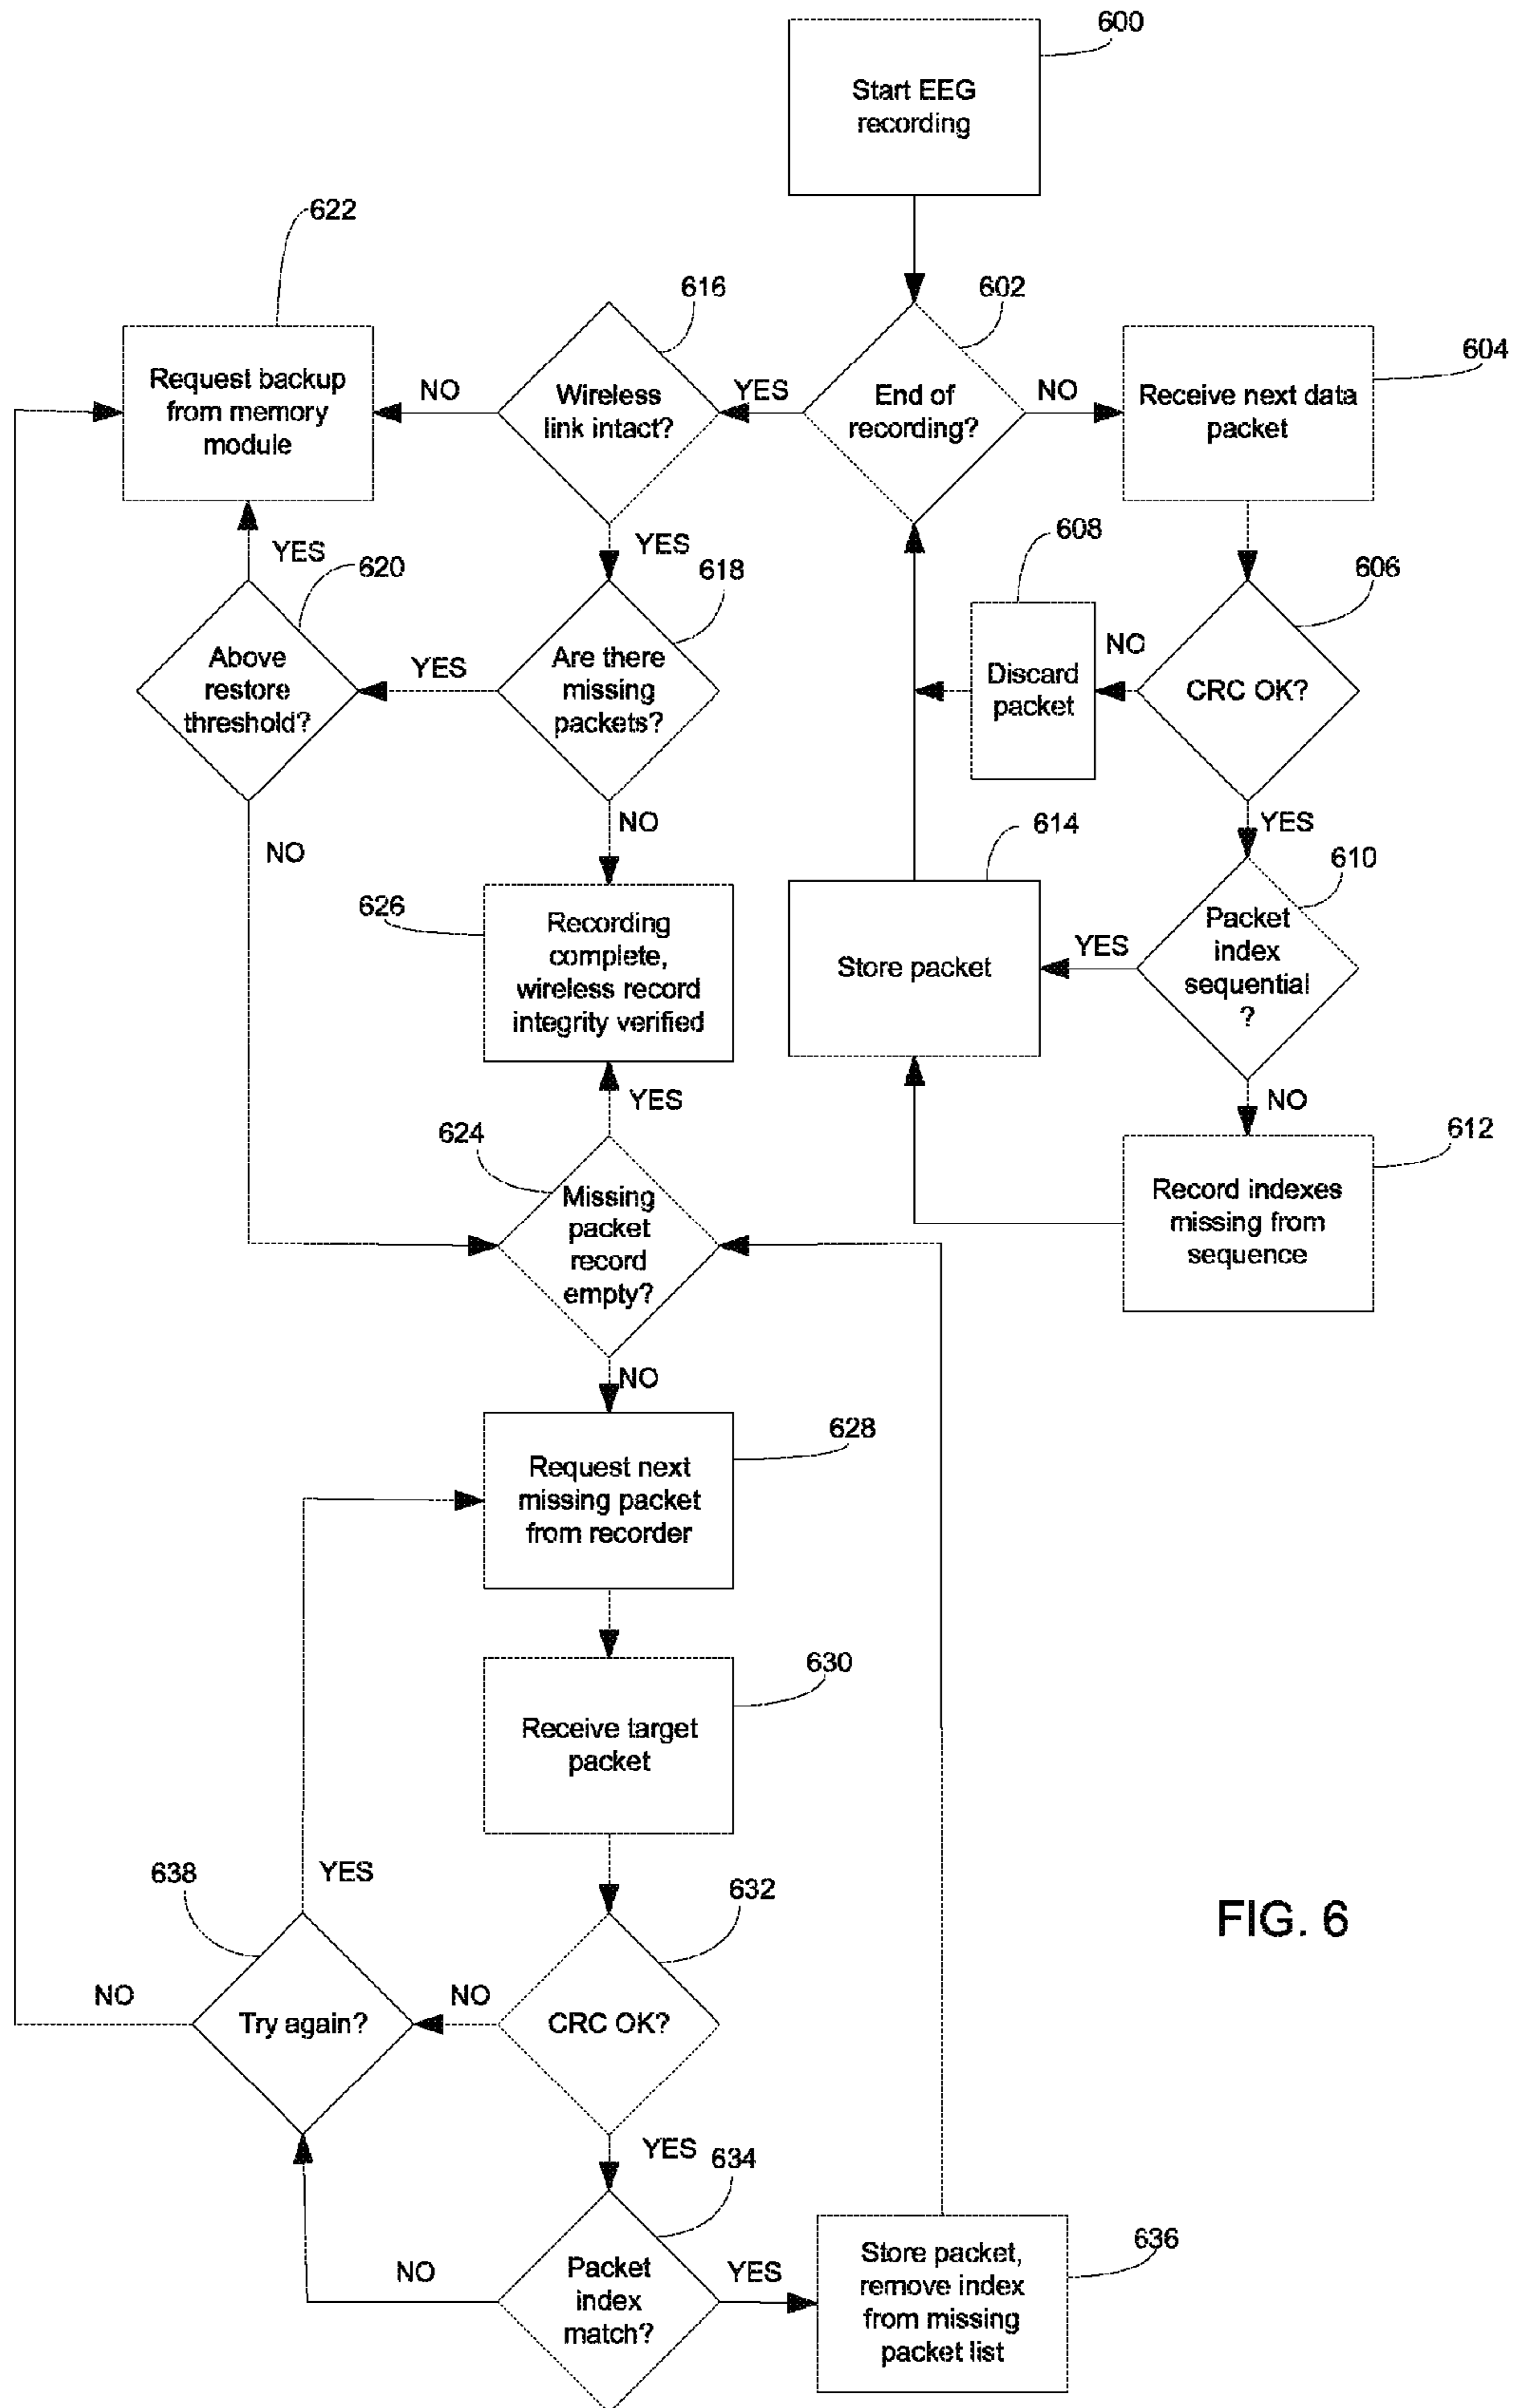 600
Start EEG
recording
622
616
602
604
Request backup
from memory
module
NO
Wireless
link intact?
YES
End of
recording?
NO
Receive next data
packet
YES
620
YES
618
608
606
Above
restore
threshold?
YES
Are there
missing
packets?
Discard
packet
NO
CRC OK?
NO
NO
614
YES
610
626
Recording
complete,
wireless record
integrity verified
Store packet
YES
Packet
index
sequential
?
YES
NO
624
612
Missing
packet
record
empty?
Record indexes
missing from
sequence
NO
628
Request next
missing packet
from recorder
630
Receive target
packet
638
YES
632
FIG. 6
NO
Try again?
NO
CRC OK?
YES
634
636
NO
Packet
index
match?
YES
Store packet,
remove index
from missing
packet list